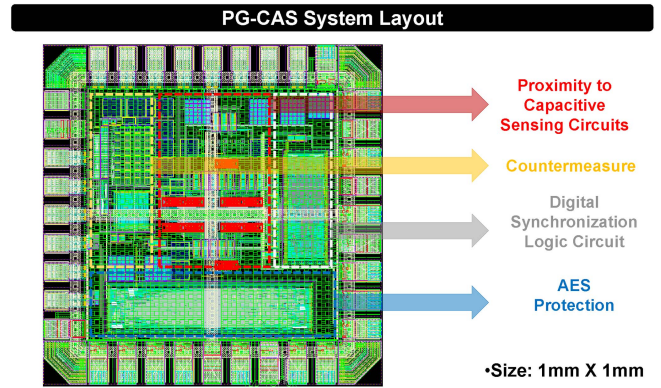 PG-CAS System Layout
Proximity to
Capacitive
Sensing Circuits
Countermeasure
Digital
Synchronization
Logic Circuit
AES
Protection
•Size: 1mm X 1mm